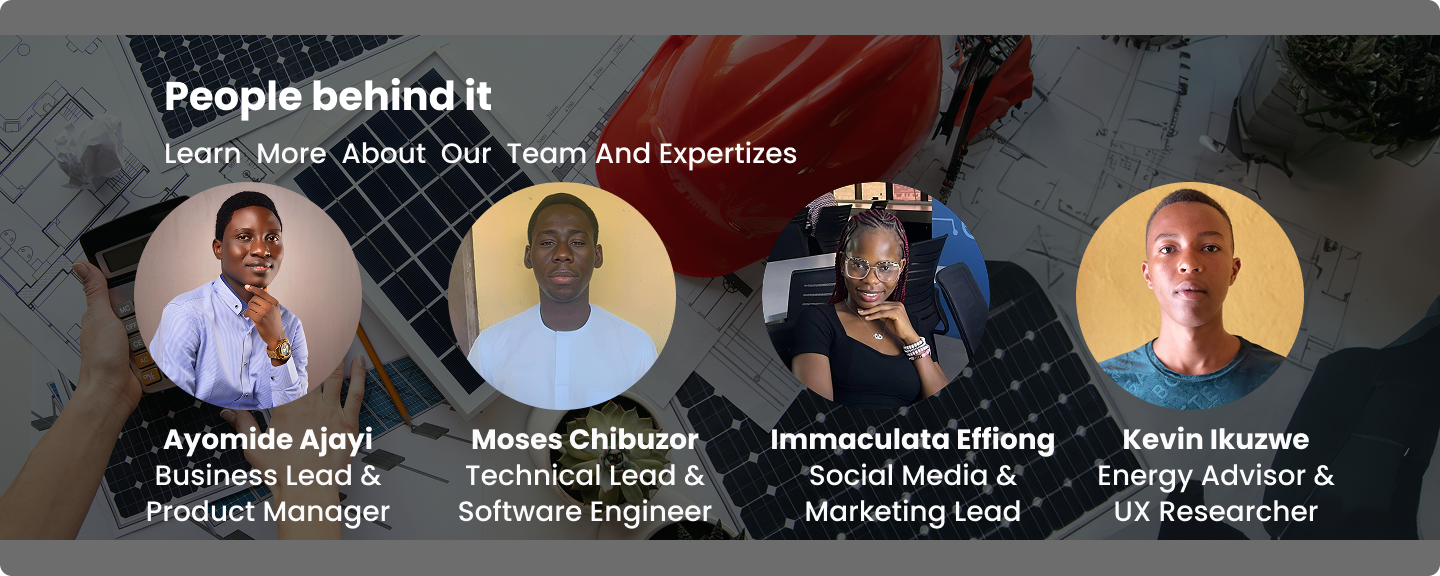 People behind it
Learn More About Our Team And Expertizes
Ayomide Ajayi
Business Lead &
Product Manager
Moses Chibuzor
Technical Lead &
Software Engineer
Immaculata Effiong
Social Media &
Marketing Lead
Kevin Ikuzwe
Energy Advisor &
UX Researcher